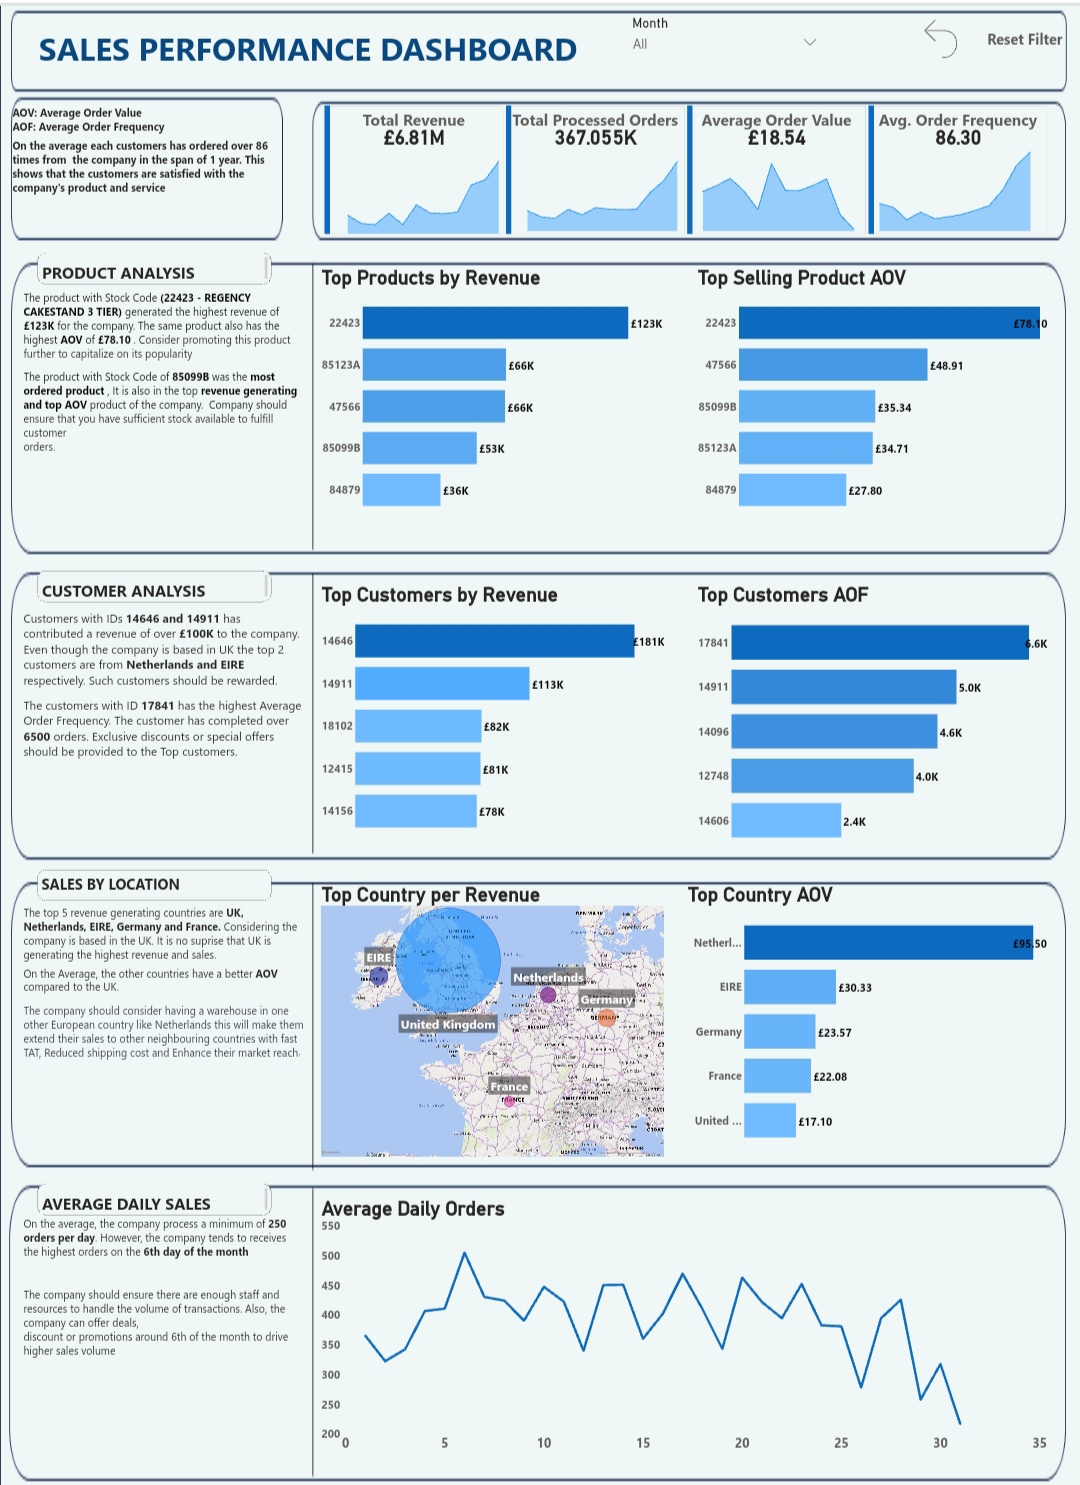 SALES PERFORMANCE DASHBOARD
Month
All
Reset Filter
AOV: Average Order Value
AOF: Average Order Frequency
On the average each customers has ordered over 86
times from  the company in the span of 1 year. This
shows that the customers are satisfied with the
company's product and service
Total Revenue
£6.81M
Total Processed Orders
367.055K
Average Order Value
£18.54
Avg. Order Frequency
86.30
PRODUCT ANALYSIS
The product with Stock Code (22423 - REGENCY
CAKESTAND 3 TIER) generated the highest revenue of
£123K for the company. The same product also has the
highest AOV of £78.10 . Consider promoting this product
further to capitalize on its popularity
The product with Stock Code of 85099B was the most
ordered product , It is also in the top revenue generating
and top AOV product of the company.  Company should
ensure that you have sufficient stock available to fulfill
customer
orders.
Top Products by Revenue
22423 £123K
85123A £66K
47566 £66K
85099B £53K
84879 £36K
Top Selling Product AOV
22423 £78.10
47566 £48.91
85099B £35.34
85123A £34.71
84879 £27.80
CUSTOMER ANALYSIS
Customers with IDs 14646 and 14911 has
contributed a revenue of over £100K to the company.
Even though the company is based in UK the top 2
customers are from Netherlands and EIRE
respectively. Such customers should be rewarded.
The customers with ID 17841 has the highest Average
Order Frequency. The customer has completed over
6500 orders. Exclusive discounts or special offers
should be provided to the Top customers.
Top Customers by Revenue
14646 £181K
14911 £113K
18102 £82K
12415 £81K
14156 £78K
Top Customers AOF
17841 6.6K
14911 5.0K
14096 4.6K
12748 4.0K
14606 2.4K
SALES BY LOCATION
The top 5 revenue generating countries are UK,
Netherlands, EIRE, Germany and France. Considering the
company is based in the UK. It is no suprise that UK is
generating the highest revenue and sales.
On the Average, the other countries have a better AOV
compared to the UK.
The company should consider having a warehouse in one
other European country like Netherlands this will make them
extend their sales to other neighbouring countries with fast
TAT, Reduced shipping cost and Enhance their market reach.
Top Country per Revenue
EIRE
Netherlands
Germany
United Kingdom
France
FRANCE
Top Country AOV
Netherl... £95.50
EIRE £30.33
Germany £23.57
France £22.08
United ... £17.10
AVERAGE DAILY SALES
On the average, the company process a minimum of 250
orders per day. However, the company tends to receives
the highest orders on the 6th day of the month
The company should ensure there are enough staff and
resources to handle the volume of transactions. Also, the
company can offer deals,
discount or promotions around 6th of the month to drive
higher sales volume
Average Daily Orders
550
500
450
400
350
300
250
200
0 5 10 15 20 25 30 35